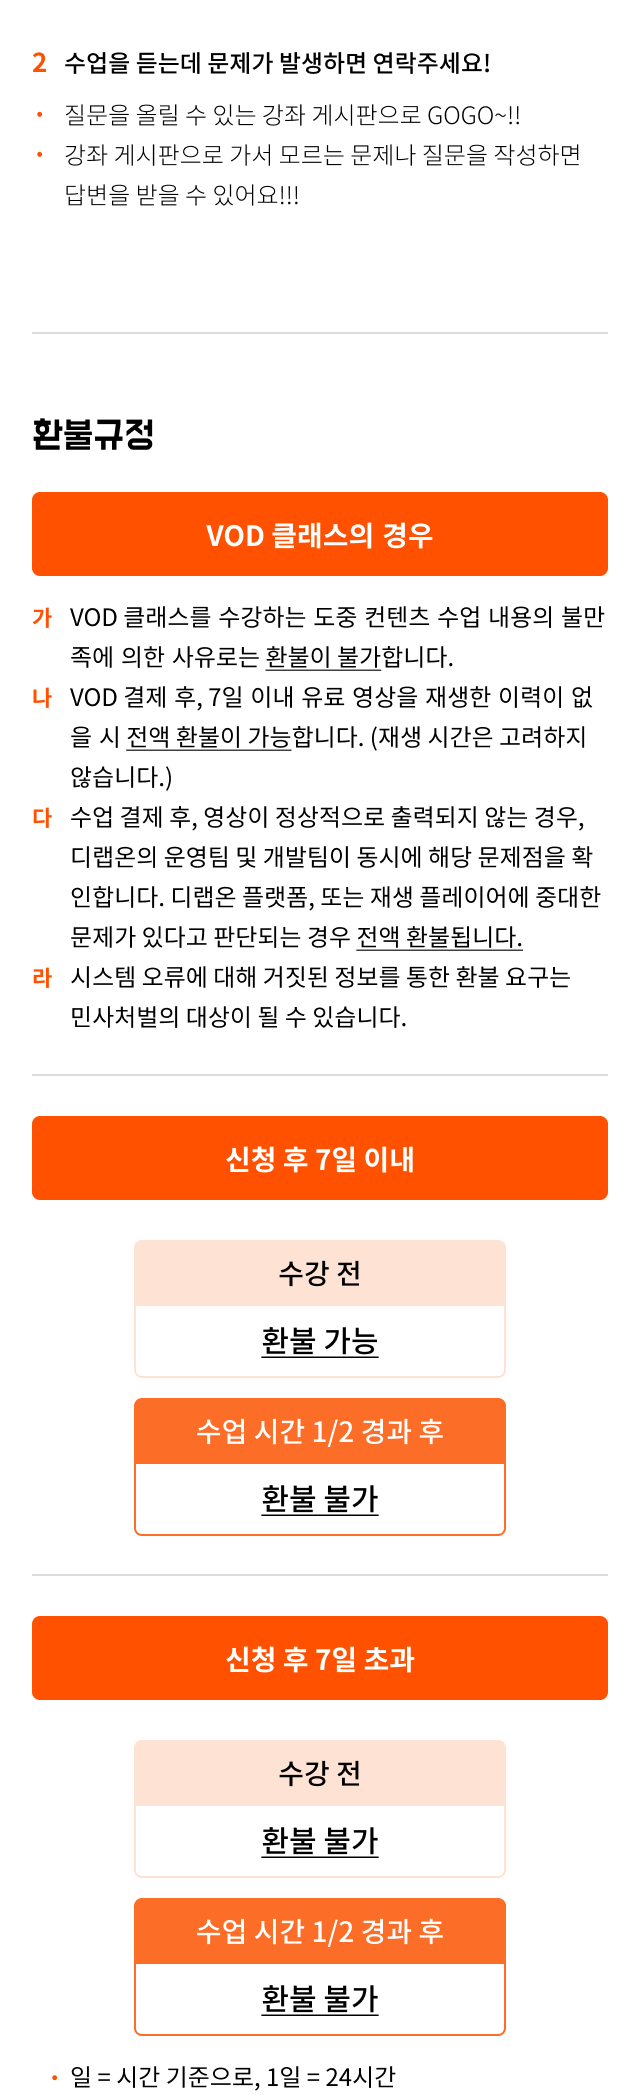 2 수업을 듣는데 문제가 발생하면 연락주세요!
• 질문을 올릴 수 있는 강좌 게시판으로 GOGO~!!
• 강좌 게시판으로 가서 모르는 문제나 질문을 작성하면
답변을 받을 수 있어요!!!
환불규정
VOD 클래스의 경우
가 VOD 클래스를 수강하는 도중 컨텐츠 수업 내용의 불만
족에 의한 사유로는 환불이 불가합니다.
나 VOD 결제 후, 7일 이내 유료 영상을 재생한 이력이 없
을 시 전액 환불이 가능합니다. (재생 시간은 고려하지
않습니다.)
다 수업 결제 후, 영상이 정상적으로 출력되지 않는 경우,
디랩온의 운영팀 및 개발팀이 동시에 해당 문제점을 확
인합니다. 디랩온 플랫폼, 또는 재생 플레이어에 중대한
문제가 있다고 판단되는 경우 전액 환불됩니다.
라 시스템 오류에 대해 거짓된 정보를 통한 환불 요구는
민사처벌의 대상이 될 수 있습니다.
신청 후 7일 이내
수강 전
환불 가능
수업 시간 1/2 경과 후
환불 불가
신청 후 7일 초과
수강 전
환불 불가
수업 시간 1/2 경과 후
환불 불가
• 일 = 시간 기준으로, 1일 = 24시간